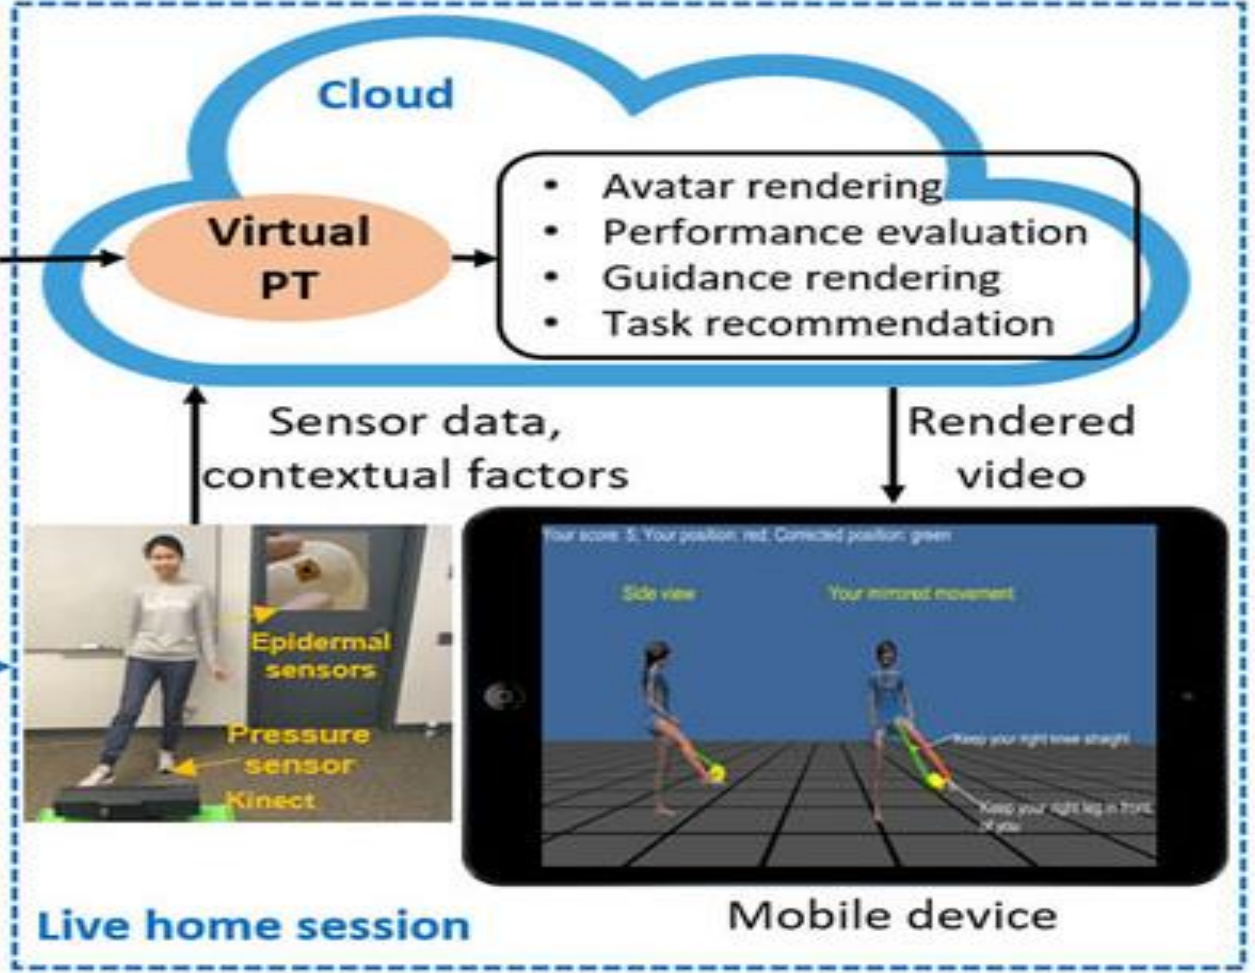 Cloud
Virtual
PT
• Avatar rendering
• Performance evaluation
• Guidance rendering
• Task recommendation
Sensor data,
contextual factors
Rendered
video
Epidermal
sensors
Pressure
sensor
Kinect
Your score: 5; Your position: red; Corrected position: green
Side view
Your mirrored movement
Keep your right knee straight
Keep your right leg in front
of you
Live home session
Mobile device